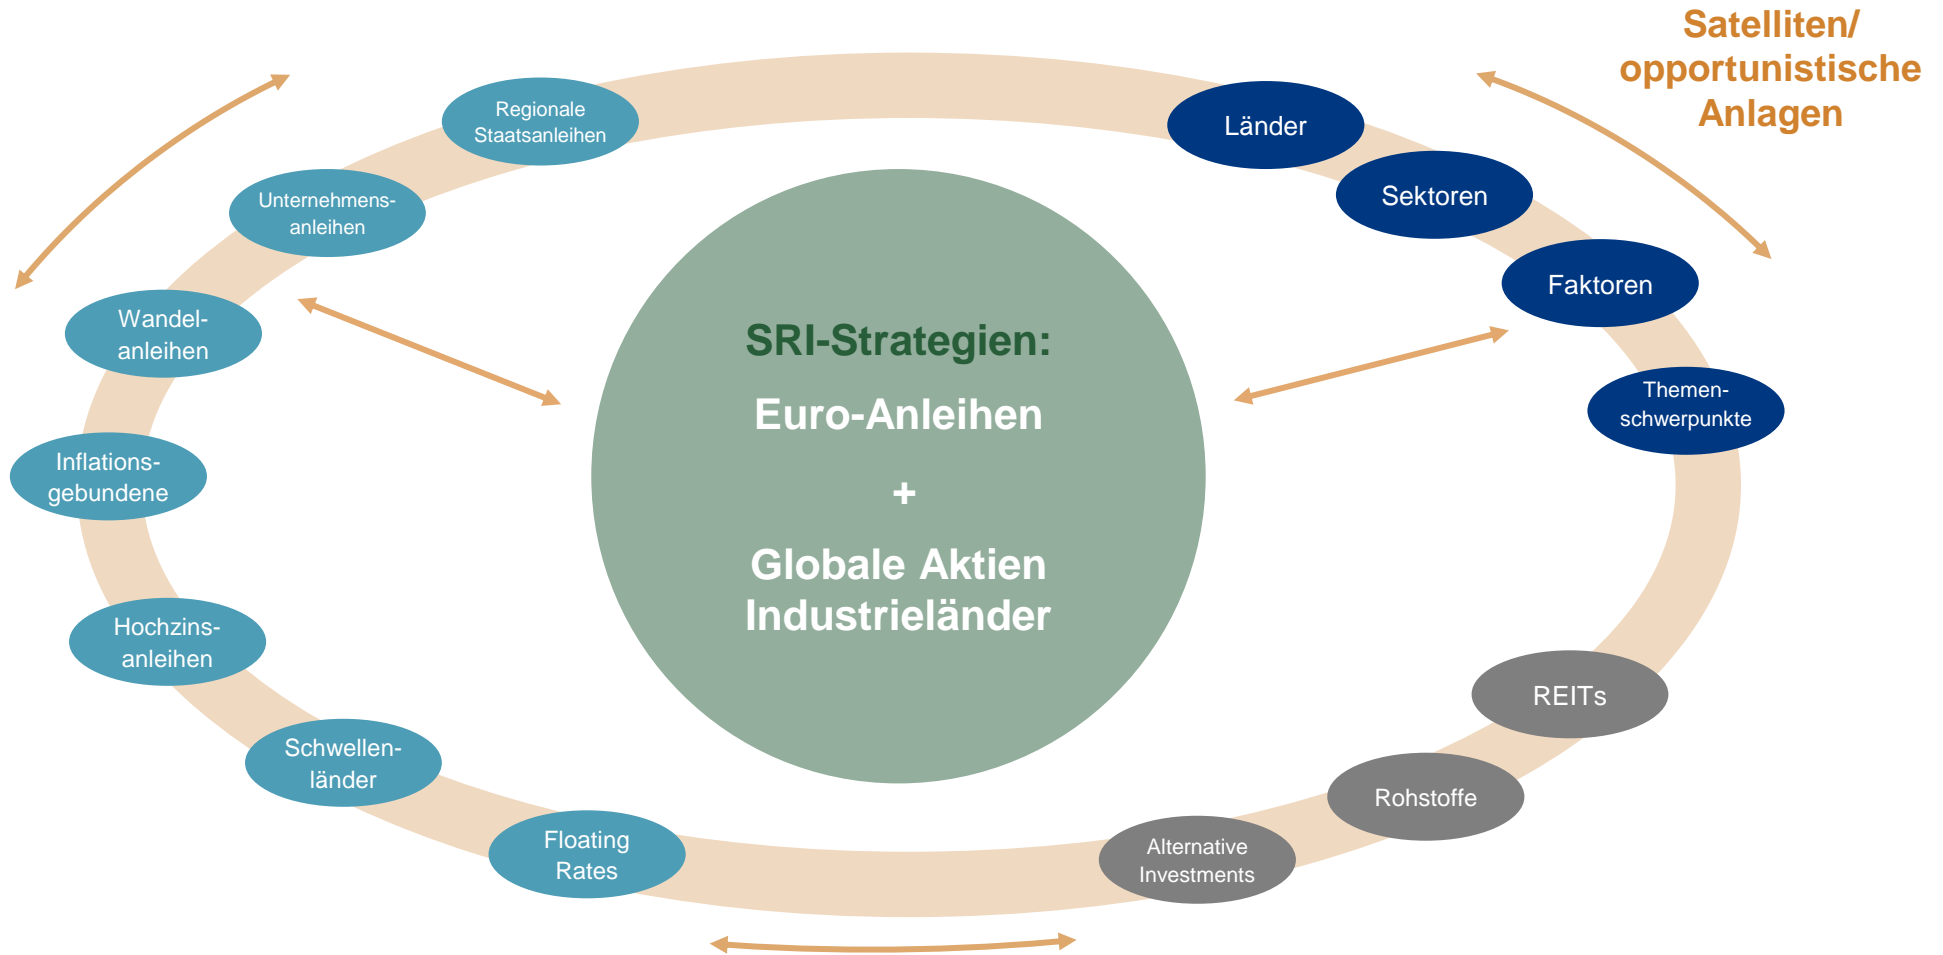 Satelliten/
opportunistische
Anlagen
Regionale
Staatsanleihen
Länder
Unternehmens-
anleihen
Sektoren
Faktoren
Wandel-
anleihen
SRI-Strategien:
Euro-Anleihen
+
Globale Aktien
Industrieländer
Themen-
schwerpunkte
Inflations-
gebundene
Hochzins-
anleihen
REITs
Schwellen-
länder
Rohstoffe
Floating
Rates
Alternative
Investments